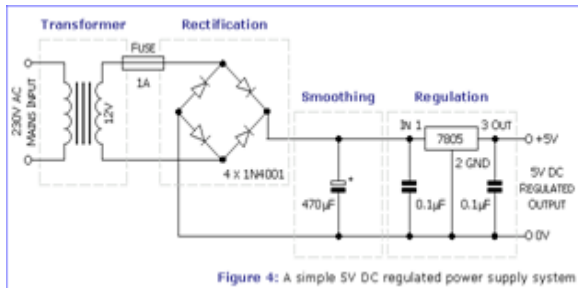 Transformer
Rectification
FUSE
1A
230V AC
MAINS INPUT
12V
4 X 1N4001
Smoothing
Regulation
IN 1
7805
3 OUT
+5V
2 GND
*
470µF
0.1µF
0.1µF
5V DC
REGULATED
OUTPUT
0V
Figure 4: A simple 5V DC regulated power supply system